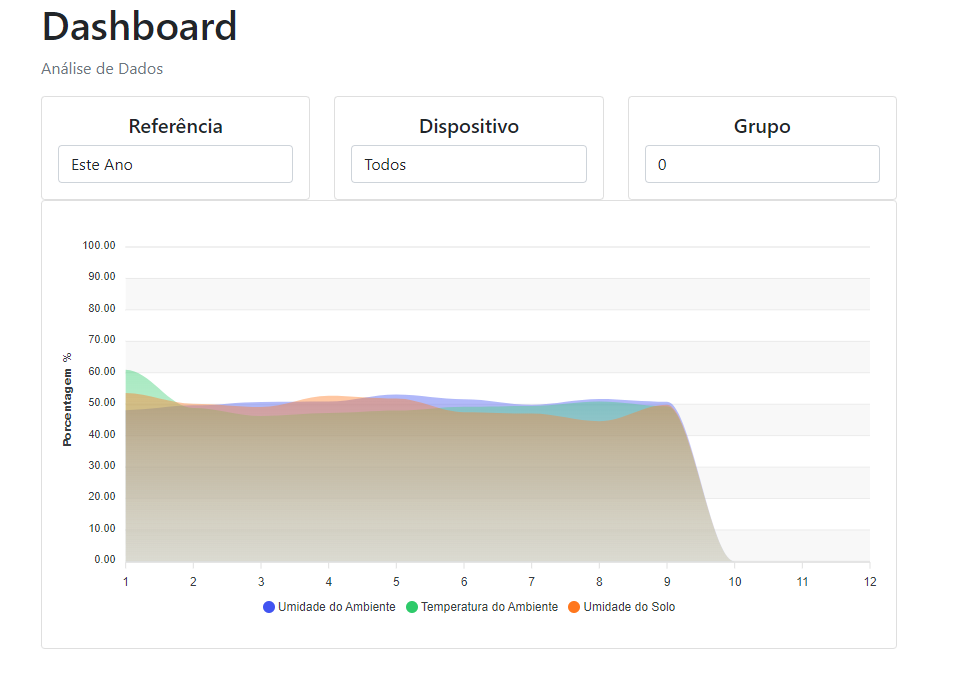 Dashboard
Análise de Dados
Referência
Este Ano
Dispositivo
Todos
Grupo
0
Porcentagem %
100.00
90.00
80.00
70.00
60.00
50.00
40.00
30.00
20.00
10.00
0.00
1 2 3 4 5 6 7 8 9 10 11 12
Umidade do Ambiente Temperatura do Ambiente Umidade do Solo